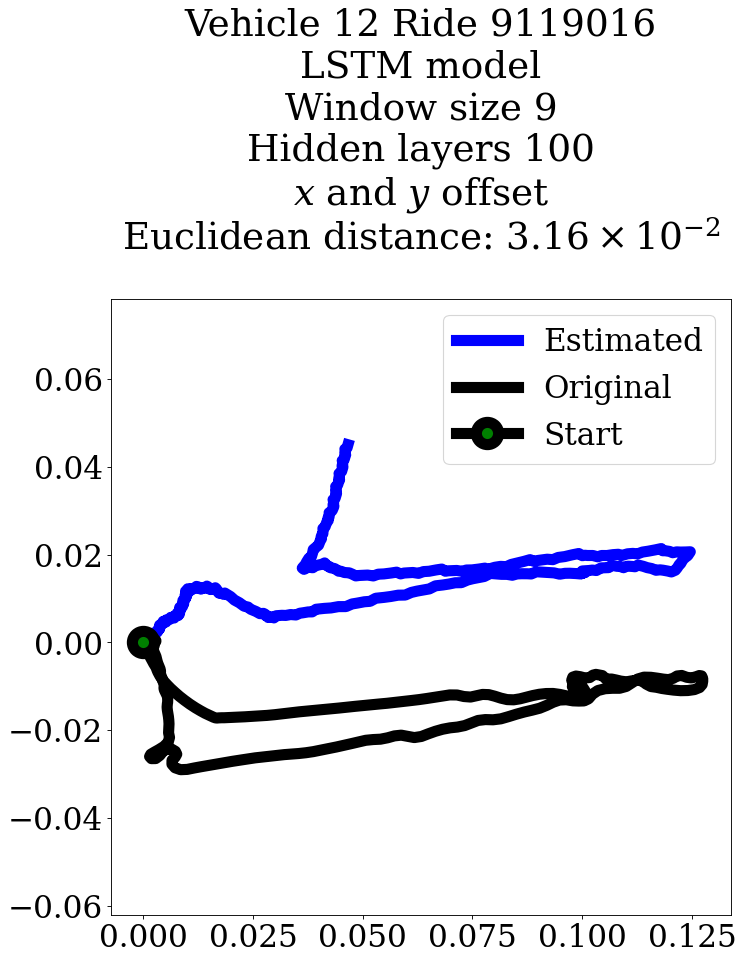 Vehicle 12 Ride 9119016
LSTM model
Window size 9
Hidden layers 100
x and y offset
Euclidean distance: 3.16 × 10⁻²
Estimated
Original
Start
0.06
0.04
0.02
0.00
−0.02
−0.04
−0.06
0.000 0.025 0.050 0.075 0.100 0.125